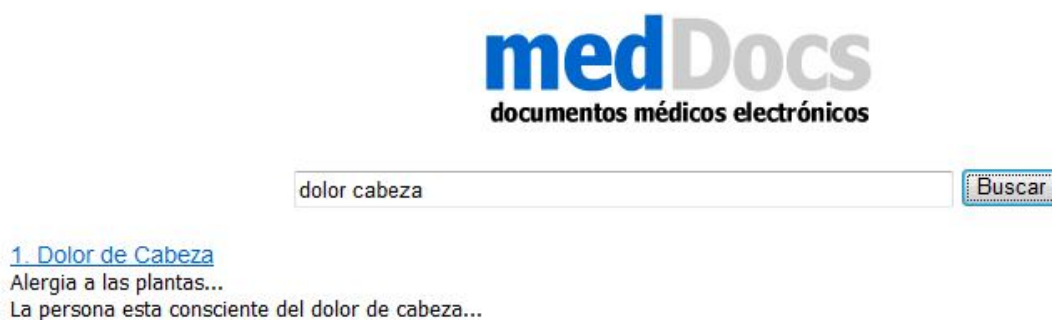 medDocs
documentos médicos electrónicos
dolor cabeza
Buscar
1. Dolor de Cabeza
Alergia a las plantas...
La persona esta consciente del dolor de cabeza...